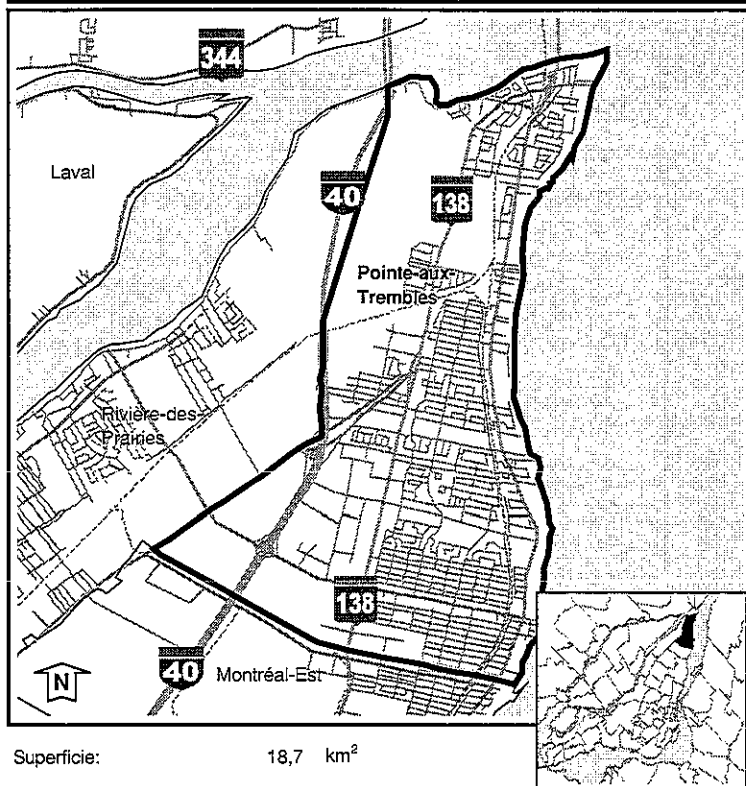 344
Laval
40
138
Pointe-aux-
Trembles
Rivière-des-
Prairies
138
40
Montréal-Est
N
Superficie: 18,7 km²